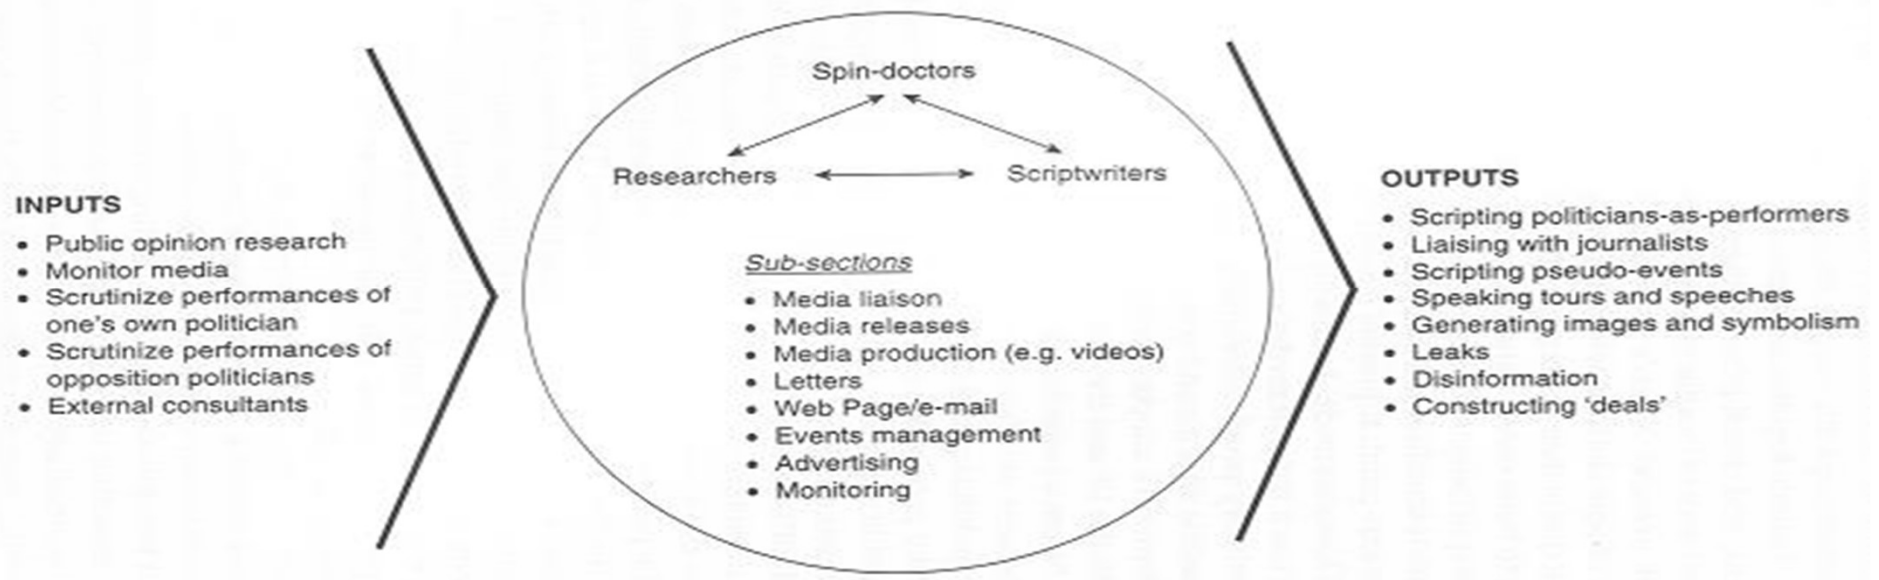 INPUTS
• Public opinion research
• Monitor media
• Scrutinize performances of
one's own politician
• Scrutinize performances of
opposition politicians
• External consultants
Spin-doctors
Researchers
Scriptwriters
Sub-sections
• Media liaison
• Media releases
• Media production (e.g. videos)
• Letters
• Web Page/e-mail
• Events management
• Advertising
• Monitoring
OUTPUTS
• Scripting politicians-as-performers
• Liaising with journalists
• Scripting pseudo-events
• Speaking tours and speeches
• Generating images and symbolism
• Leaks
• Disinformation
• Constructing 'deals'